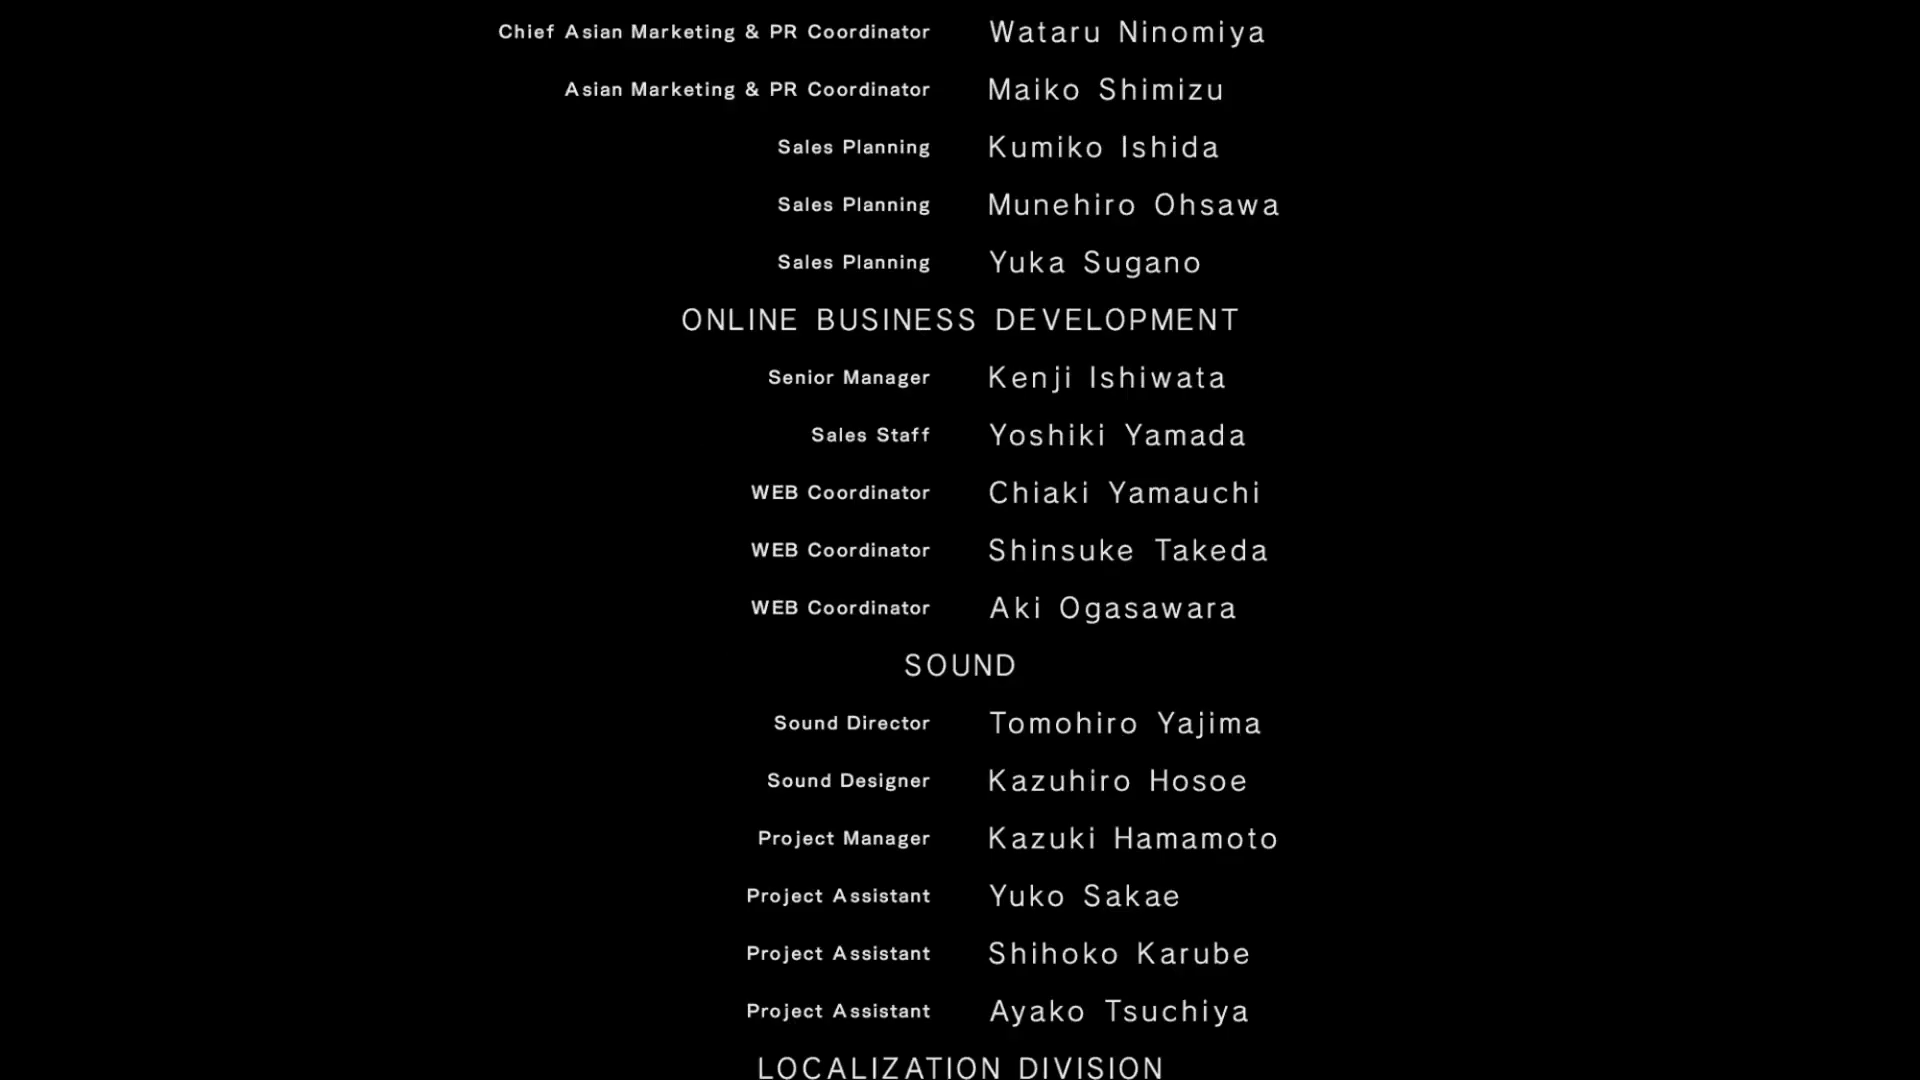 Chief Asian Marketing & PR Coordinator Wataru Ninomiya
Asian Marketing & PR Coordinator Maiko Shimizu
Sales Planning Kumiko Ishida
Sales Planning Munehiro Ohsawa
Sales Planning Yuka Sugano
ONLINE BUSINESS DEVELOPMENT
Senior Manager Kenji Ishiwata
Sales Staff Yoshiki Yamada
WEB Coordinator Chiaki Yamauchi
WEB Coordinator Shinsuke Takeda
WEB Coordinator Aki Ogasawara
SOUND
Sound Director Tomohiro Yajima
Sound Designer Kazuhiro Hosoe
Project Manager Kazuki Hamamoto
Project Assistant Yuko Sakae
Project Assistant Shihoko Karube
Project Assistant Ayako Tsuchiya
LOCALIZATION DIVISION